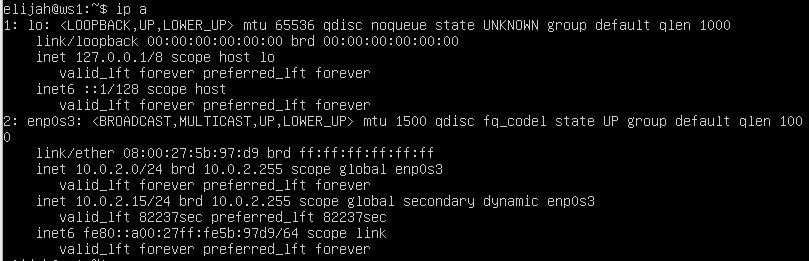 elijah@ws1:~$ ip a
1: lo: <LOOPBACK,UP,LOWER_UP> mtu 65536 qdisc noqueue state UNKNOWN group default qlen 1000
    link/loopback 00:00:00:00:00:00 brd 00:00:00:00:00:00
    inet 127.0.0.1/8 scope host lo
       valid_lft forever preferred_lft forever
    inet6 ::1/128 scope host
       valid_lft forever preferred_lft forever
2: enp0s3: <BROADCAST,MULTICAST,UP,LOWER_UP> mtu 1500 qdisc fq_codel state UP group default qlen 100
0
    link/ether 08:00:27:5b:97:d9 brd ff:ff:ff:ff:ff:ff
    inet 10.0.2.0/24 brd 10.0.2.255 scope global enp0s3
       valid_lft forever preferred_lft forever
    inet 10.0.2.15/24 brd 10.0.2.255 scope global secondary dynamic enp0s3
       valid_lft 82237sec preferred_lft 82237sec
    inet6 fe80::a00:27ff:fe5b:97d9/64 scope link
       valid_lft forever preferred_lft forever